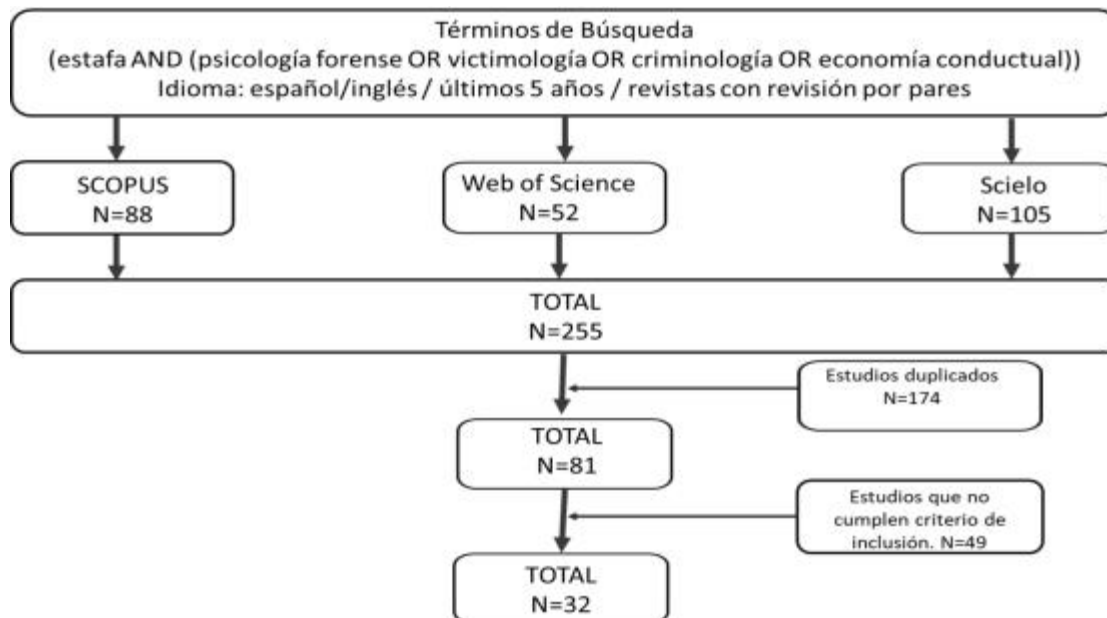 Términos de Búsqueda
(estafa AND (psicología forense OR victimología OR criminología OR economía conductual))
Idioma: español/inglés / últimos 5 años / revistas con revisión por pares
SCOPUS
N=88
Web of Science
N=52
Scielo
N=105
TOTAL
N=255
Estudios duplicados
N=174
TOTAL
N=81
Estudios que no
cumplen criterio de
inclusión. N=49
TOTAL
N=32